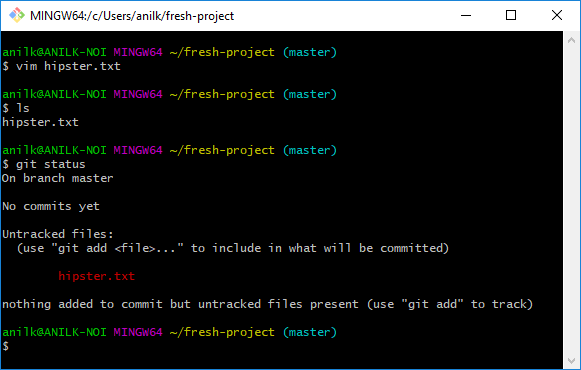 MINGW64:/c/Users/anilk/fresh-project
anilk@ANILK-NOI MINGW64 ~/fresh-project (master)
$ vim hipster.txt
anilk@ANILK-NOI MINGW64 ~/fresh-project (master)
$ ls
hipster.txt
anilk@ANILK-NOI MINGW64 ~/fresh-project (master)
$ git status
On branch master
No commits yet
Untracked files:
(use "git add <file>..." to include in what will be committed)
hipster.txt
nothing added to commit but untracked files present (use "git add" to track)
anilk@ANILK-NOI MINGW64 ~/fresh-project (master)
$